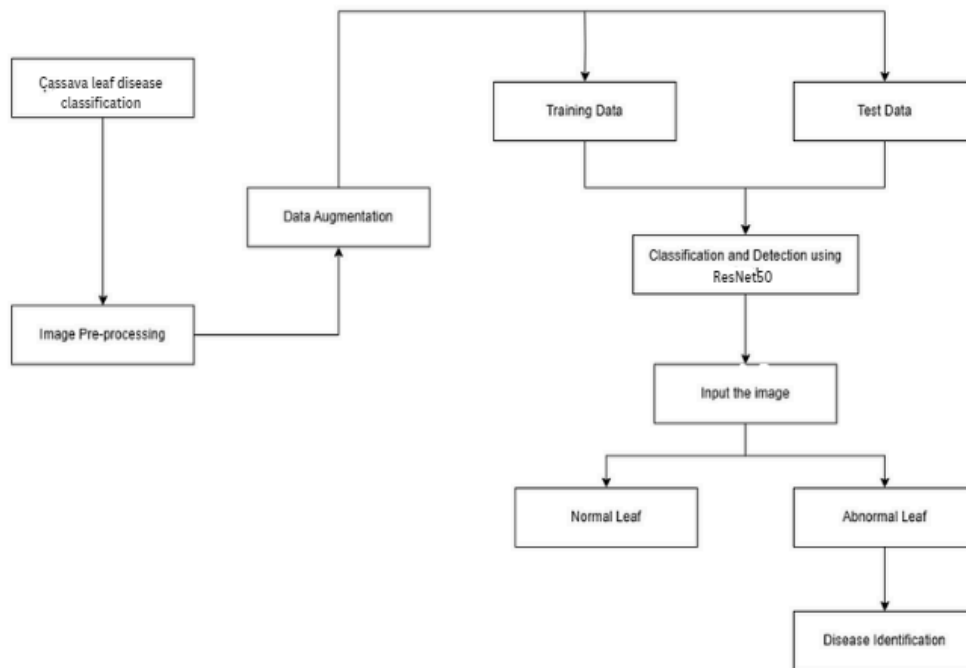 Çassava leaf disease
classification
Training Data
Test Data
Data Augmentation
Classification and Detection using
ResNet50
Image Pre-processing
Input the image
Normal Leaf
Abnormal Leaf
Disease Identification